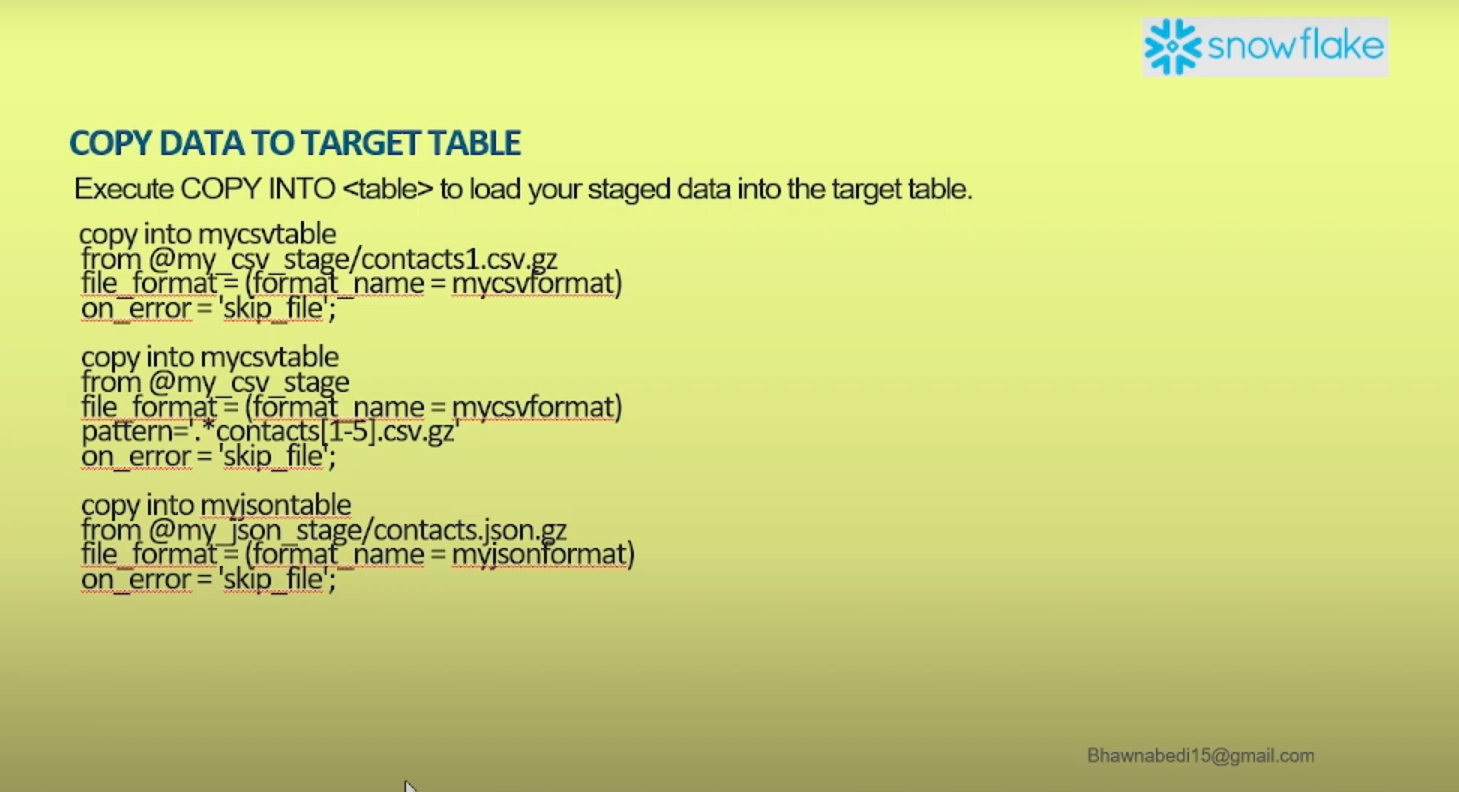 snowflake
COPY DATA TO TARGET TABLE
Execute COPY INTO <table> to load your staged data into the target table.
copy into mycsvtable
from @my_csv_stage/contacts1.csv.gz
file_format = (format_name = mycsvformat)
on_error = 'skip_file';
copy into mycsvtable
from @my_csv_stage
file_format = (format_name = mycsvformat)
pattern='.*contacts[1-5].csv.gz'
on_error = 'skip_file';
copy into myjsontable
from @my_json_stage/contacts.json.gz
file_format = (format_name = myjsonformat)
on_error = 'skip_file';
Bhawnabedi15@gmail.com